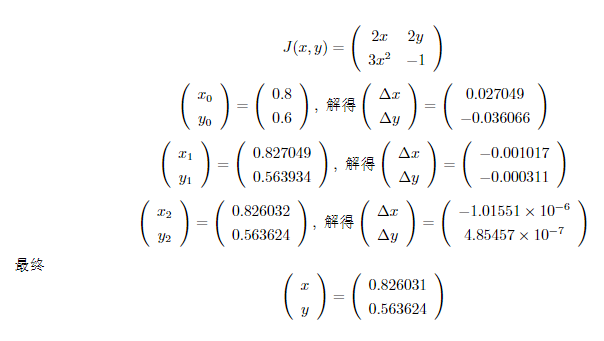 J(x, y) = ( 2x 2y
3x² −1 )
( x₀
y₀ ) = ( 0.8
0.6 ) , 解得 ( Δx
Δy ) = ( 0.027049
−0.036066 )
( x₁
y₁ ) = ( 0.827049
0.563934 ) , 解得 ( Δx
Δy ) = ( −0.001017
−0.000311 )
( x₂
y₂ ) = ( 0.826032
0.563624 ) , 解得 ( Δx
Δy ) = ( −1.01551 × 10⁻⁶
4.85457 × 10⁻⁷ )
最终
( x
y ) = ( 0.826031
0.563624 )